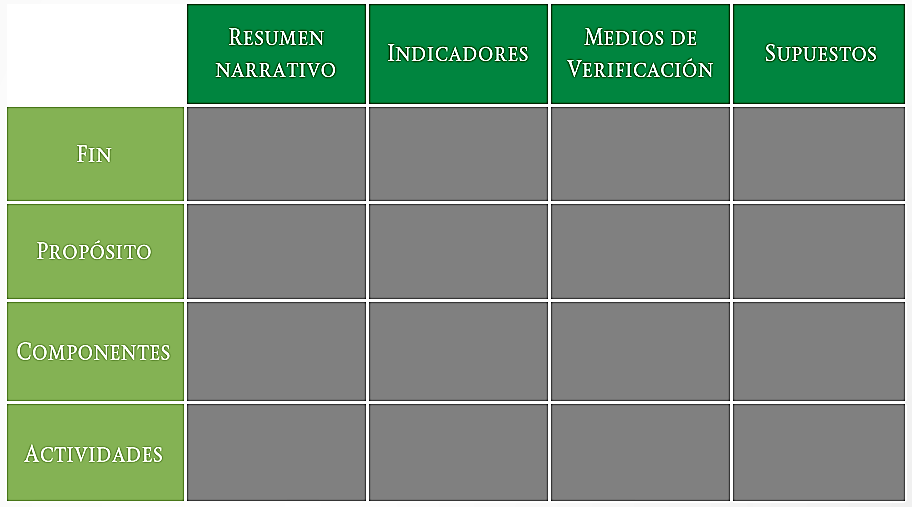 RESUMEN
NARRATIVO
INDICADORES
MEDIOS DE
VERIFICACIÓN
SUPUESTOS
FIN
PROPÓSITO
COMPONENTES
ACTIVIDADES